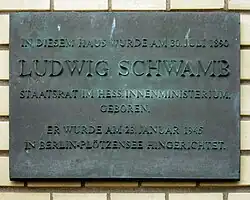 IN DIESEM HAUS WURDE AM 30. JULI 1890
LUDWIG SCHWAMB
STAATSRAT IM HESS. INNENMINISTERIUM,
GEBOREN.
ER WURDE AM 23. JANUAR 1945
IN BERLIN-PLÖTZENSEE HINGERICHTET.